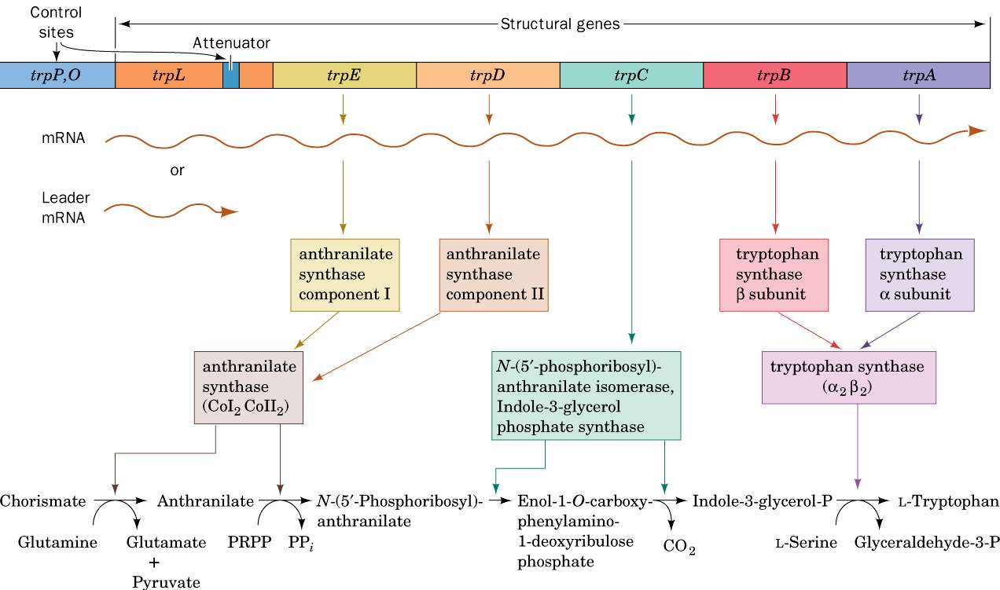 Control
sites
Structural genes
Attenuator
trpP,O trpL trpE trpD trpC trpB trpA
mRNA
or
Leader
mRNA
anthranilate
synthase
component I
anthranilate
synthase
component II
tryptophan
synthase
β subunit
tryptophan
synthase
α subunit
anthranilate
synthase
(CoI₂ CoII₂)
N-(5′-phosphoribosyl)-
anthranilate isomerase,
Indole-3-glycerol
phosphate synthase
tryptophan synthase
(α₂ β₂)
Chorismate
Glutamine
Glutamate
+
Pyruvate
Anthranilate
PRPP
PPi
N-(5′-Phosphoribosyl)-
anthranilate
Enol-1-O-carboxy-
phenylamino-
1-deoxyribulose
phosphate
CO₂
Indole-3-glycerol-P
L-Serine
Glyceraldehyde-3-P
L-Tryptophan